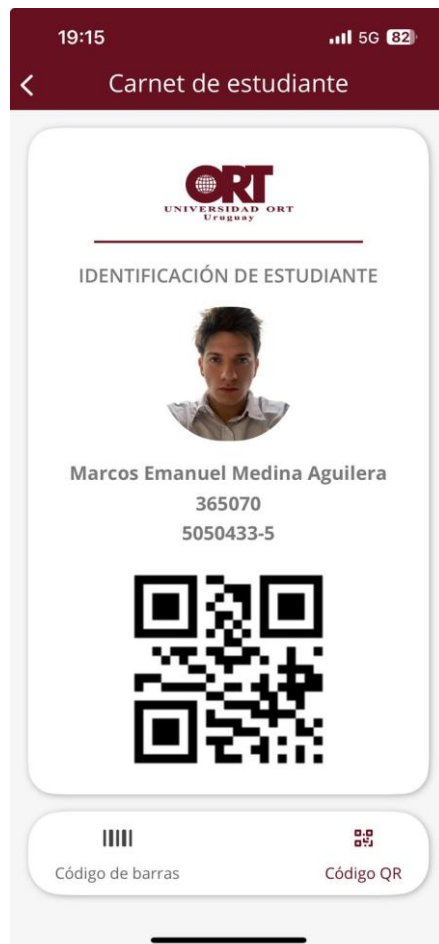 19:15
5G 82
Carnet de estudiante
ORT
UNIVERSIDAD ORT
Uruguay
IDENTIFICACIÓN DE ESTUDIANTE
Marcos Emanuel Medina Aguilera
365070
5050433-5
Código de barras
Código QR